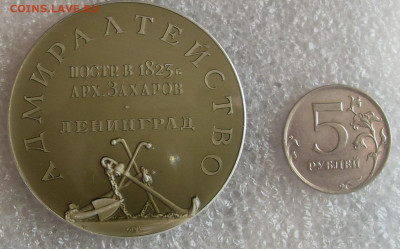 COINS.LAVE.RU
АДМИРАЛТЕЙСТВО
ПОСТР. В 1823 г.
АРХ. ЗАХАРОВ
ЛЕНИНГРАД
5
РУБЛЕЙ